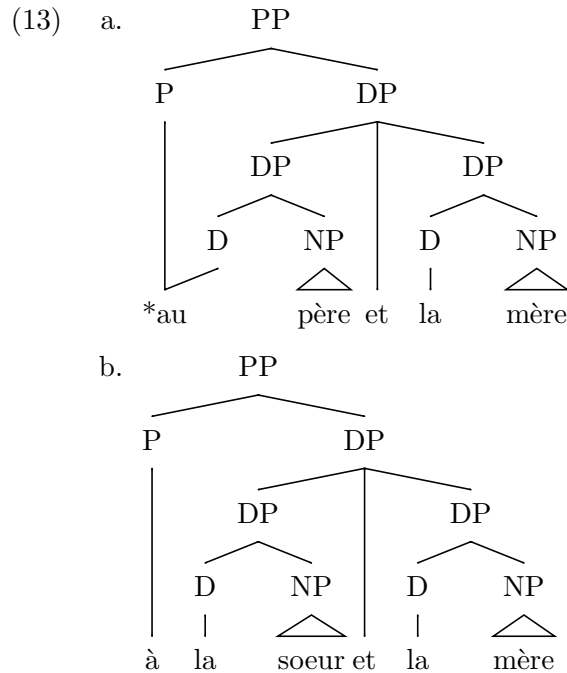 (13) a. PP
P DP
DP DP
D NP D NP
*au père et la mère
b. PP
P DP
DP DP
D NP D NP
à la soeur et la mère